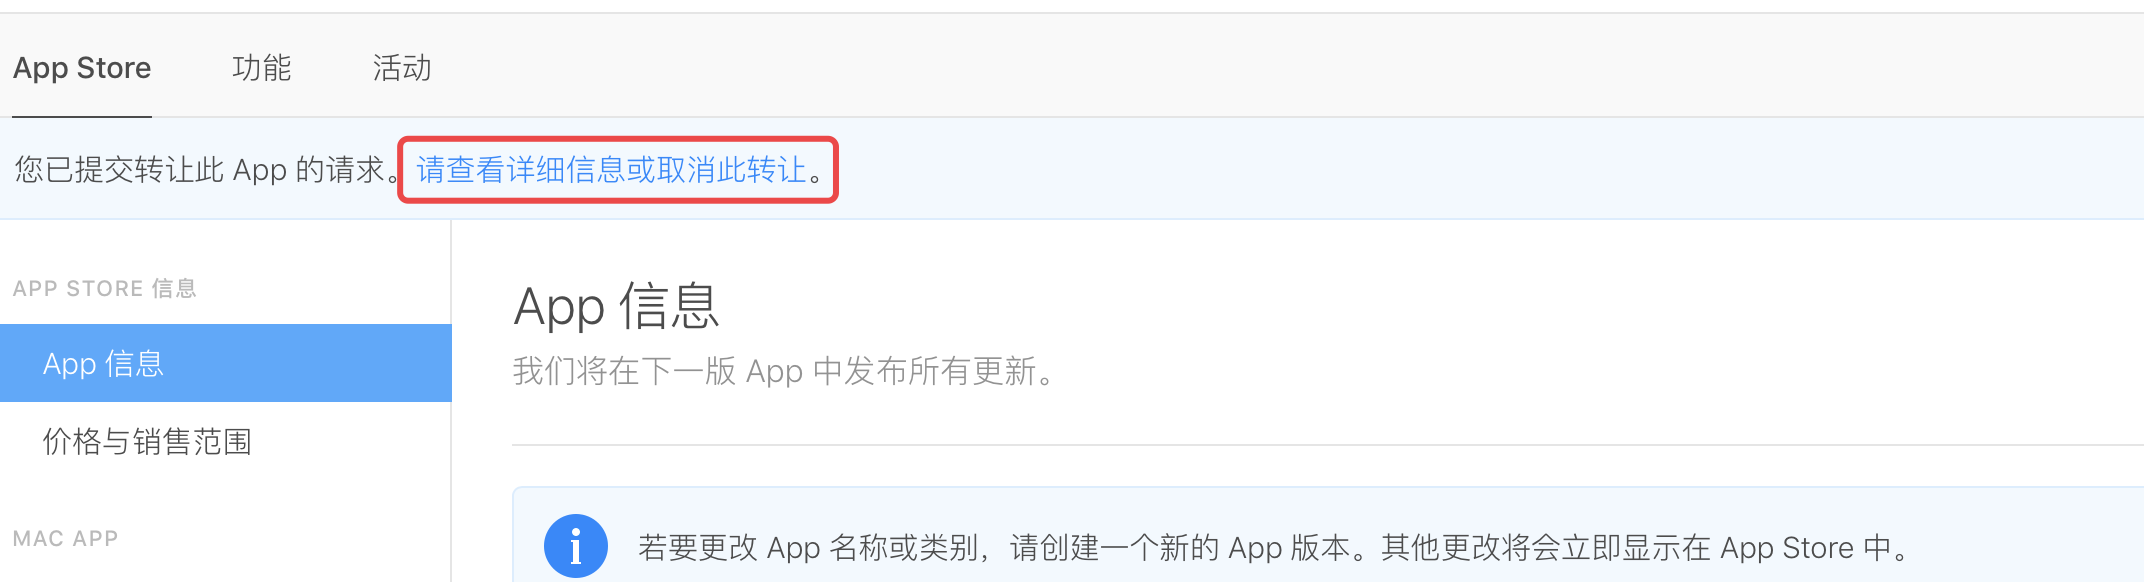 App Store 功能 活动
您已提交转让此 App 的请求。请查看详细信息或取消此转让。
APP STORE 信息
App 信息
价格与销售范围
MAC APP
App 信息
我们将在下一版 App 中发布所有更新。
若要更改 App 名称或类别，请创建一个新的 App 版本。其他更改将会立即显示在 App Store 中。